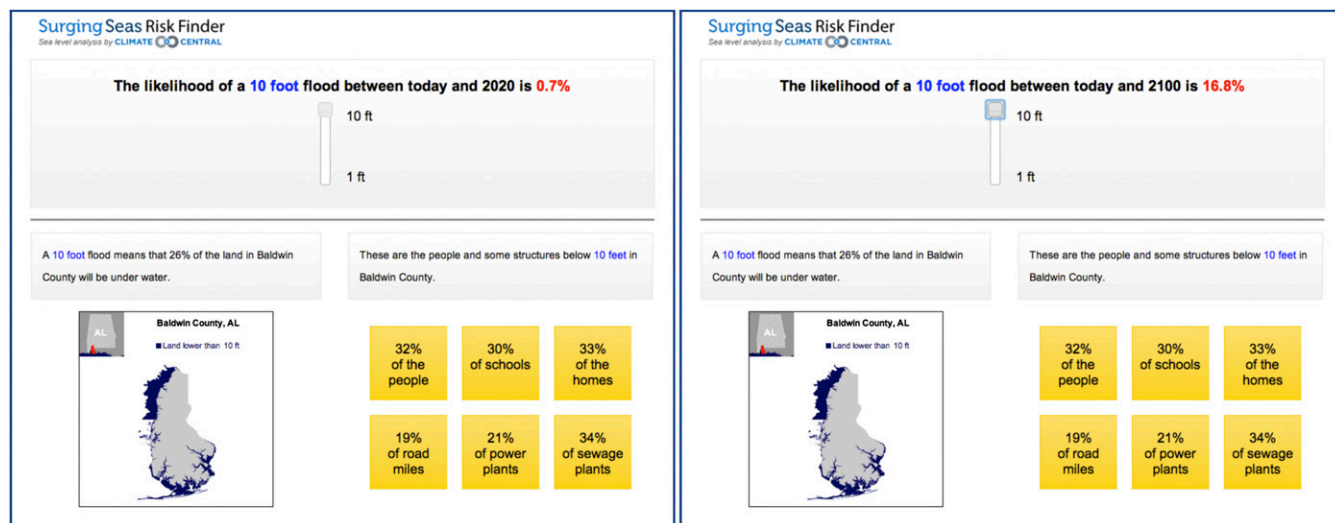 Surging Seas Risk Finder
Sea level analysis by CLIMATE CENTRAL
The likelihood of a 10 foot flood between today and 2020 is 0.7%
10 ft
1 ft
A 10 foot flood means that 26% of the land in Baldwin
County will be under water.
These are the people and some structures below 10 feet in
Baldwin County.
AL
Baldwin County, AL
Land lower than 10 ft
32%
of the
people
30%
of schools
33%
of the
homes
19%
of road
miles
21%
of power
plants
34%
of sewage
plants
Surging Seas Risk Finder
Sea level analysis by CLIMATE CENTRAL
The likelihood of a 10 foot flood between today and 2100 is 16.8%
10 ft
1 ft
A 10 foot flood means that 26% of the land in Baldwin
County will be under water.
These are the people and some structures below 10 feet in
Baldwin County.
AL
Baldwin County, AL
Land lower than 10 ft
32%
of the
people
30%
of schools
33%
of the
homes
19%
of road
miles
21%
of power
plants
34%
of sewage
plants